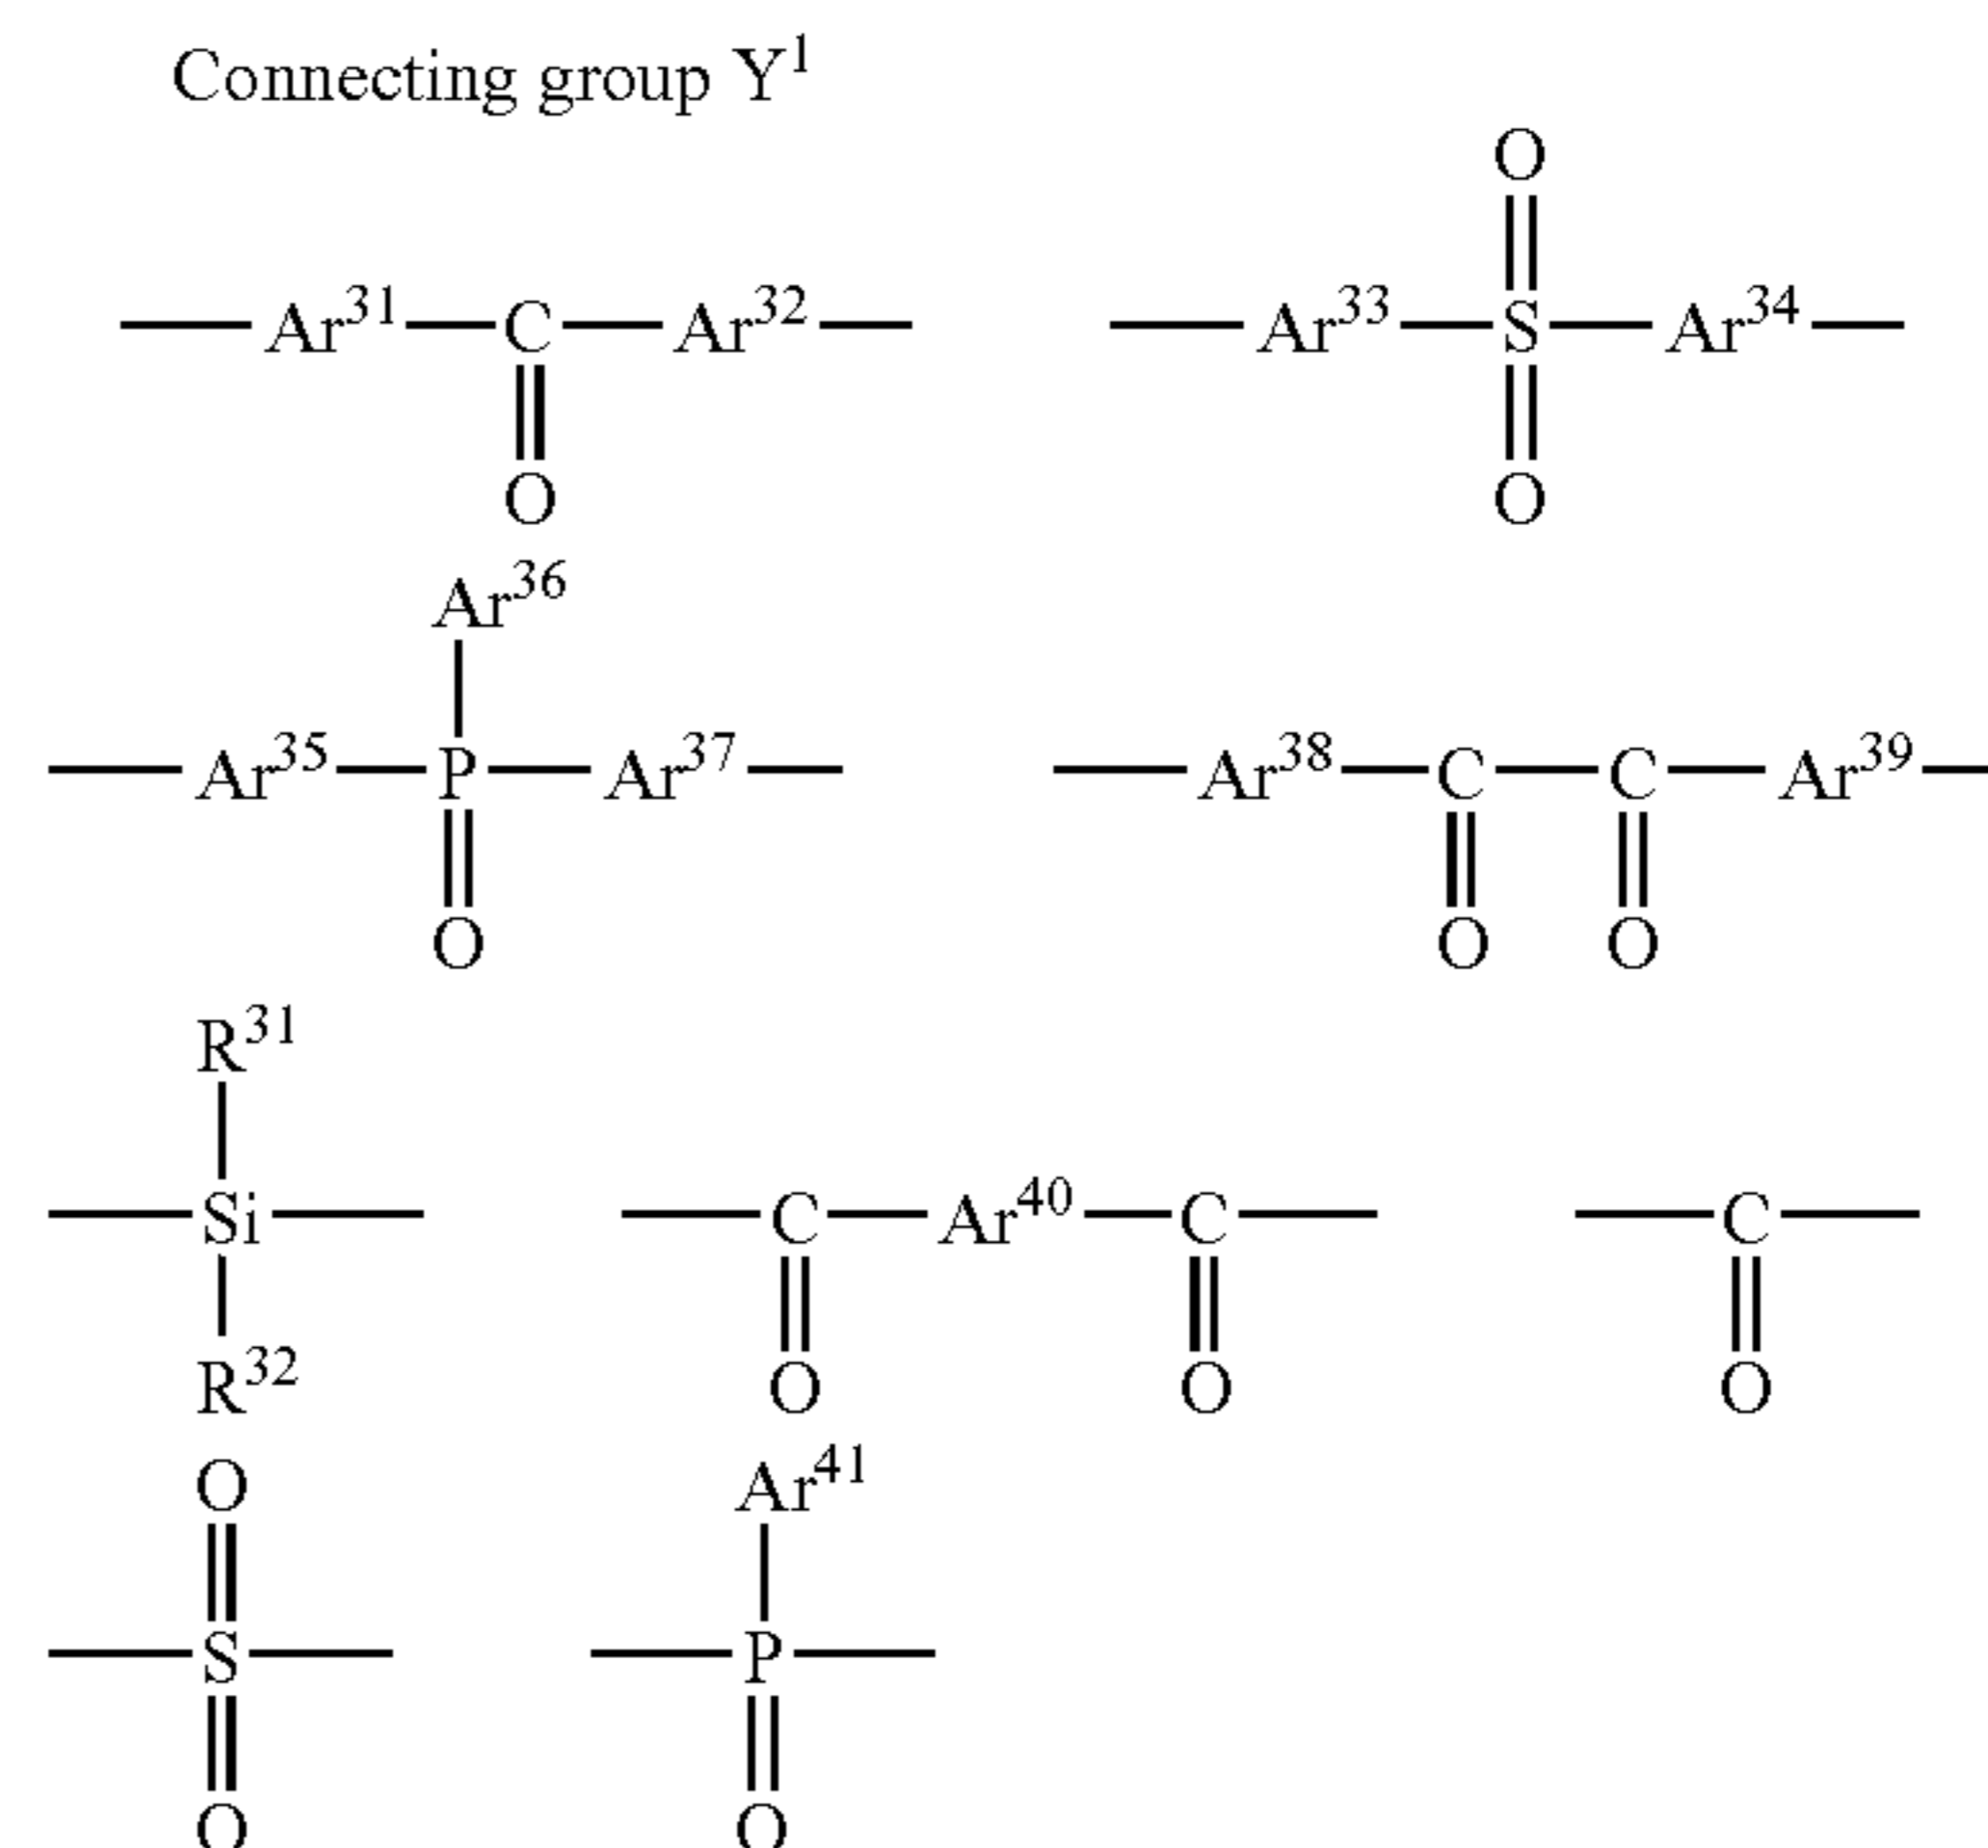 Connecting group Y¹
O
—Ar³¹—C—Ar³²— —Ar³³—S—Ar³⁴—
O O
Ar³⁶
—Ar³⁵—P—Ar³⁷— —Ar³⁸—C—C—Ar³⁹—
O O O
R³¹
—Si— —C—Ar⁴⁰—C— —C—
R³² O O O
O Ar⁴¹
—S— —P—
O O